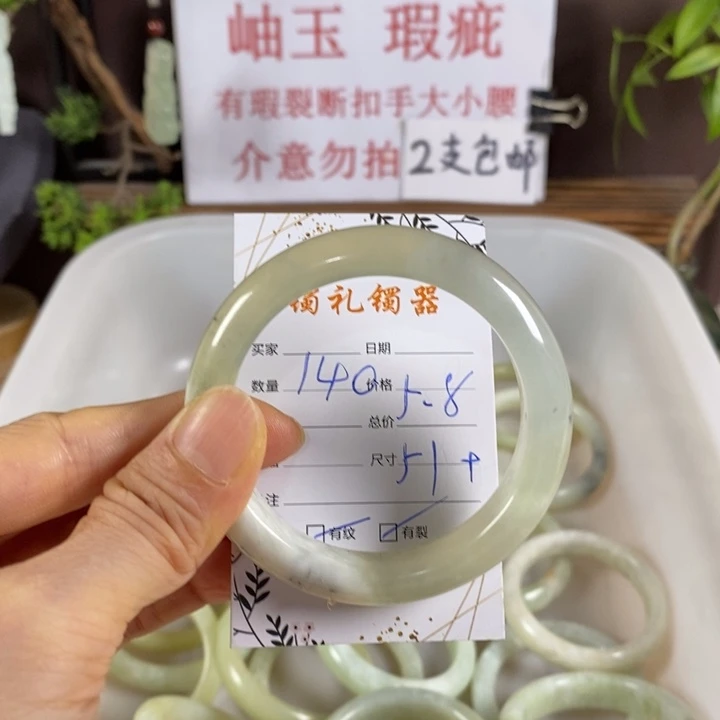 岫玉 瑕疵
有瑕裂断扣手大小腰
介意勿拍 2支包邮
镯礼镯器
买家 日期
数量 140 价格 5.8
总价
尺寸 51+
注
有纹 有裂